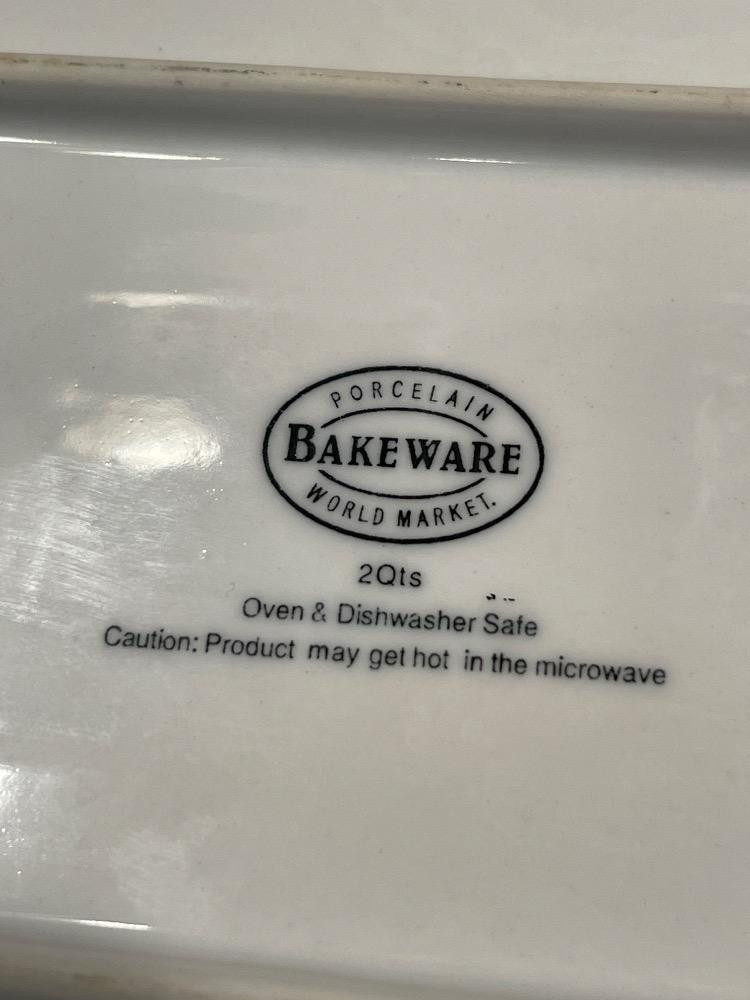 PORCELAIN
BAKEWARE
WORLD MARKET.
2Qts
Oven & Dishwasher Safe
Caution: Product may get hot in the microwave